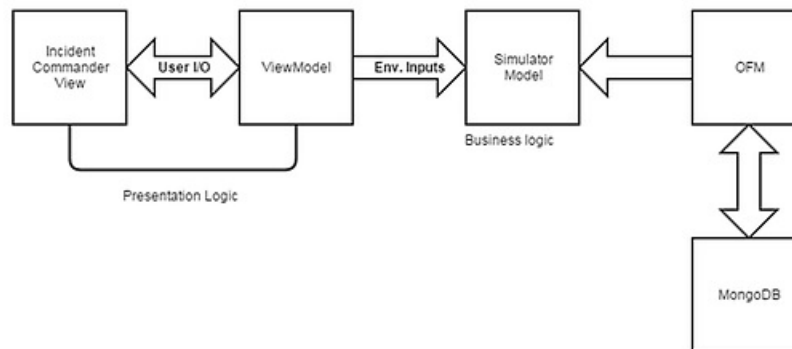 Incident
Commander
View
User I/O
ViewModel
Env. Inputs
Simulator
Model
OFM
Business logic
Presentation Logic
MongoDB